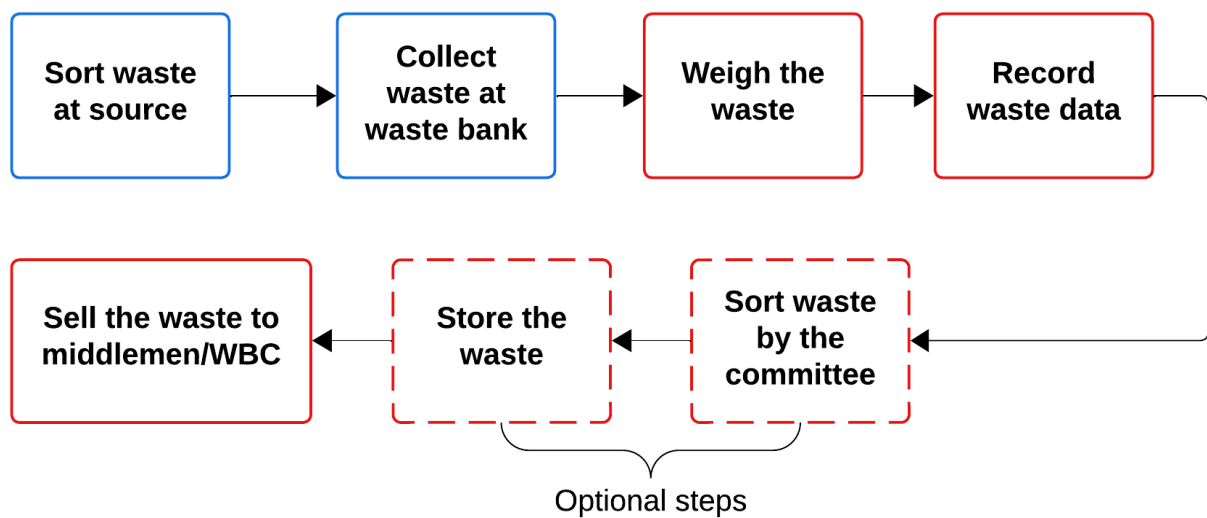 Sort waste
at source
Collect
waste at
waste bank
Weigh the
waste
Record
waste data
Sort waste
by the
committee
Store the
waste
Sell the waste to
middlemen/WBC
Optional steps